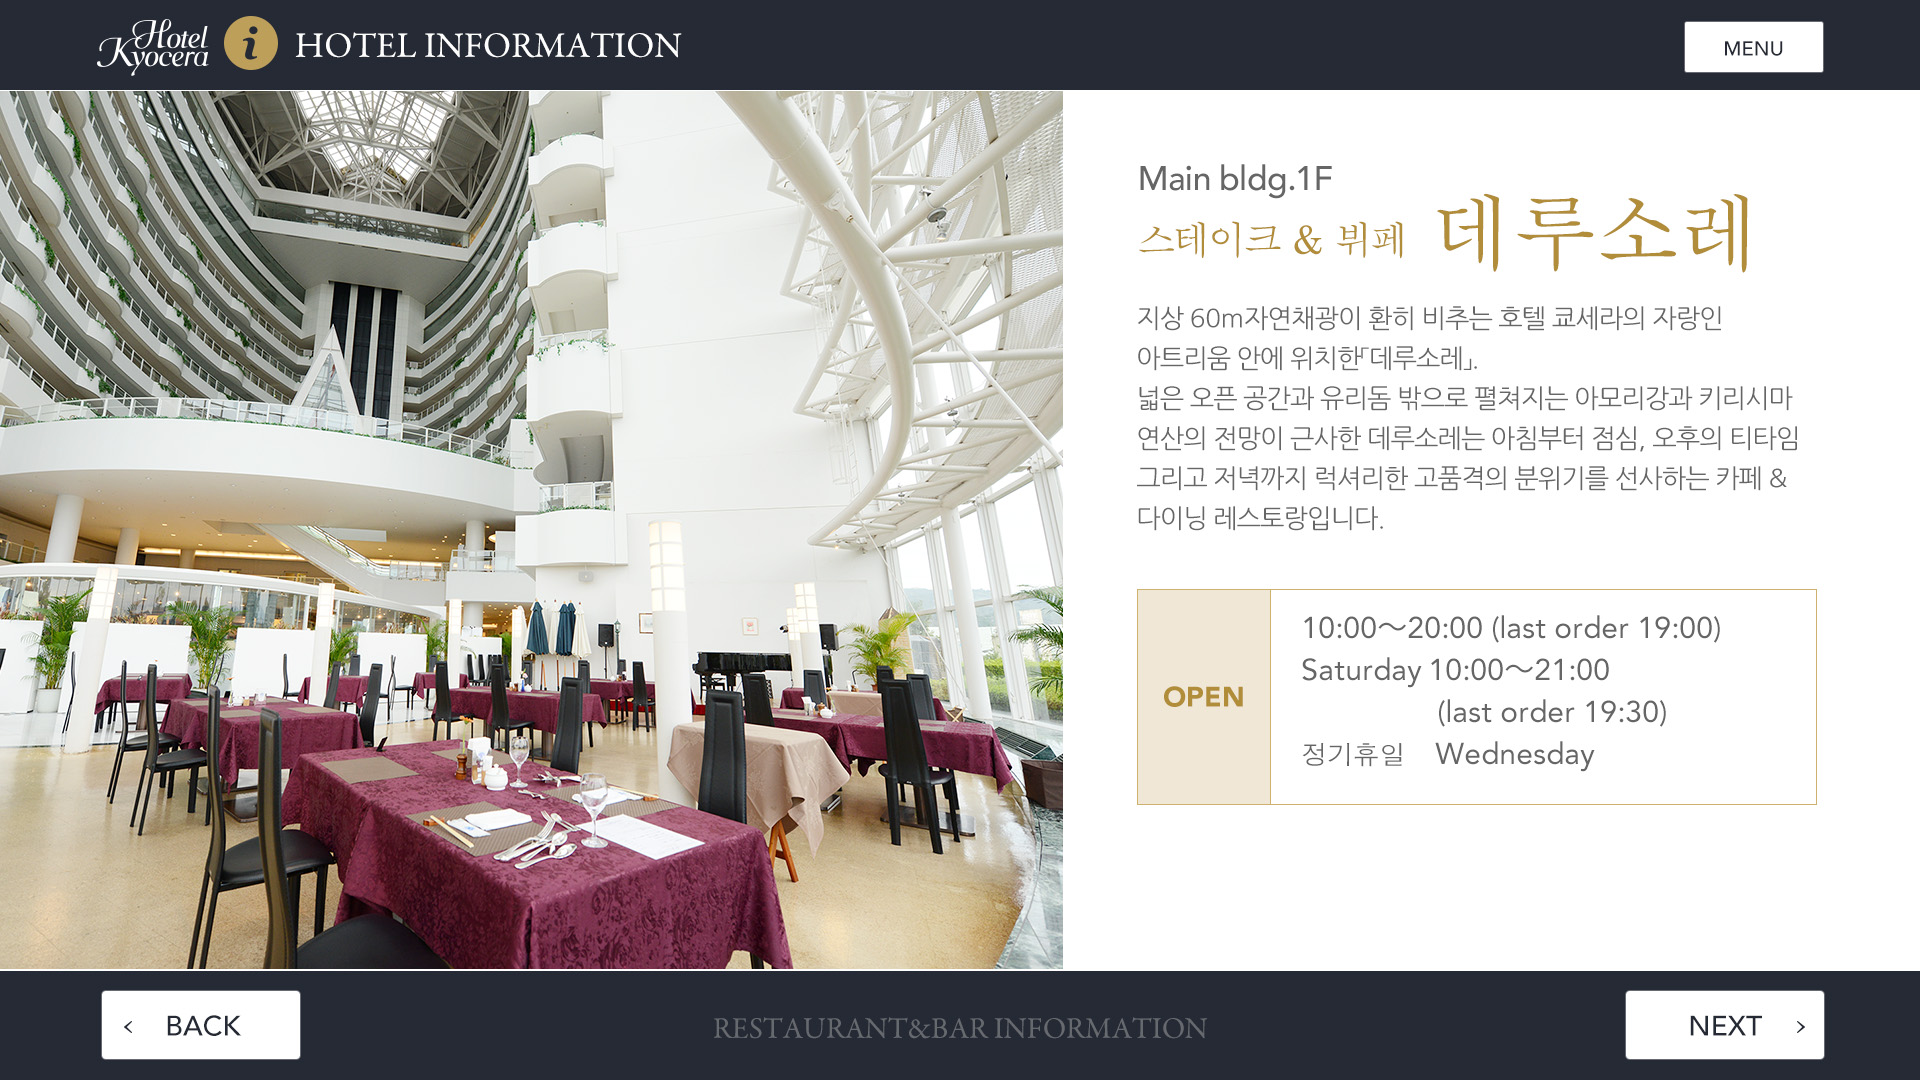 Hotel
Kyocera
i
HOTEL INFORMATION
MENU
Main bldg.1F
스테이크 & 뷔페 데루소레
지상 60m자연채광이 환히 비추는 호텔 쿄세라의 자랑인
아트리움 안에 위치한「데루소레」.
넓은 오픈 공간과 유리돔 밖으로 펼쳐지는 아모리강과 키리시마
연산의 전망이 근사한 데루소레는 아침부터 점심, 오후의 티타임
그리고 저녁까지 럭셔리한 고품격의 분위기를 선사하는 카페 &
다이닝 레스토랑입니다.
OPEN
10:00～20:00 (last order 19:00)
Saturday 10:00～21:00
(last order 19:30)
정기휴일 Wednesday
< BACK
RESTAURANT&BAR INFORMATION
NEXT >